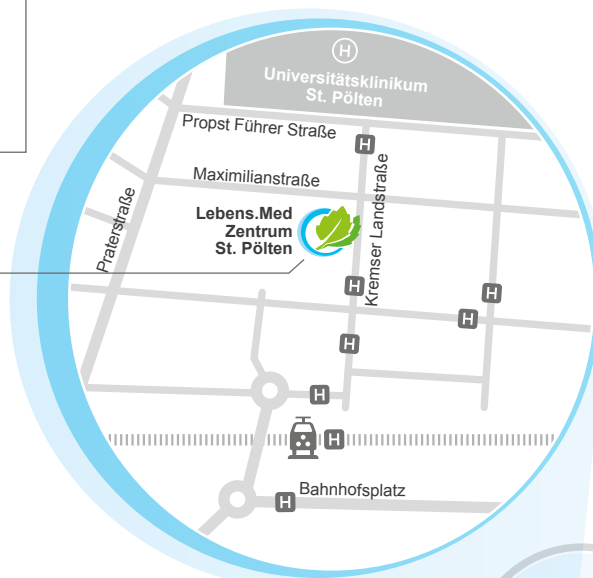 H
Universitätsklinikum
St. Pölten
Propst Führer Straße
H
Maximilianstraße
Kremser Landstraße
Praterstraße
Lebens.Med
Zentrum
St. Pölten
H
H
H
H
H
H
Bahnhofsplatz
H